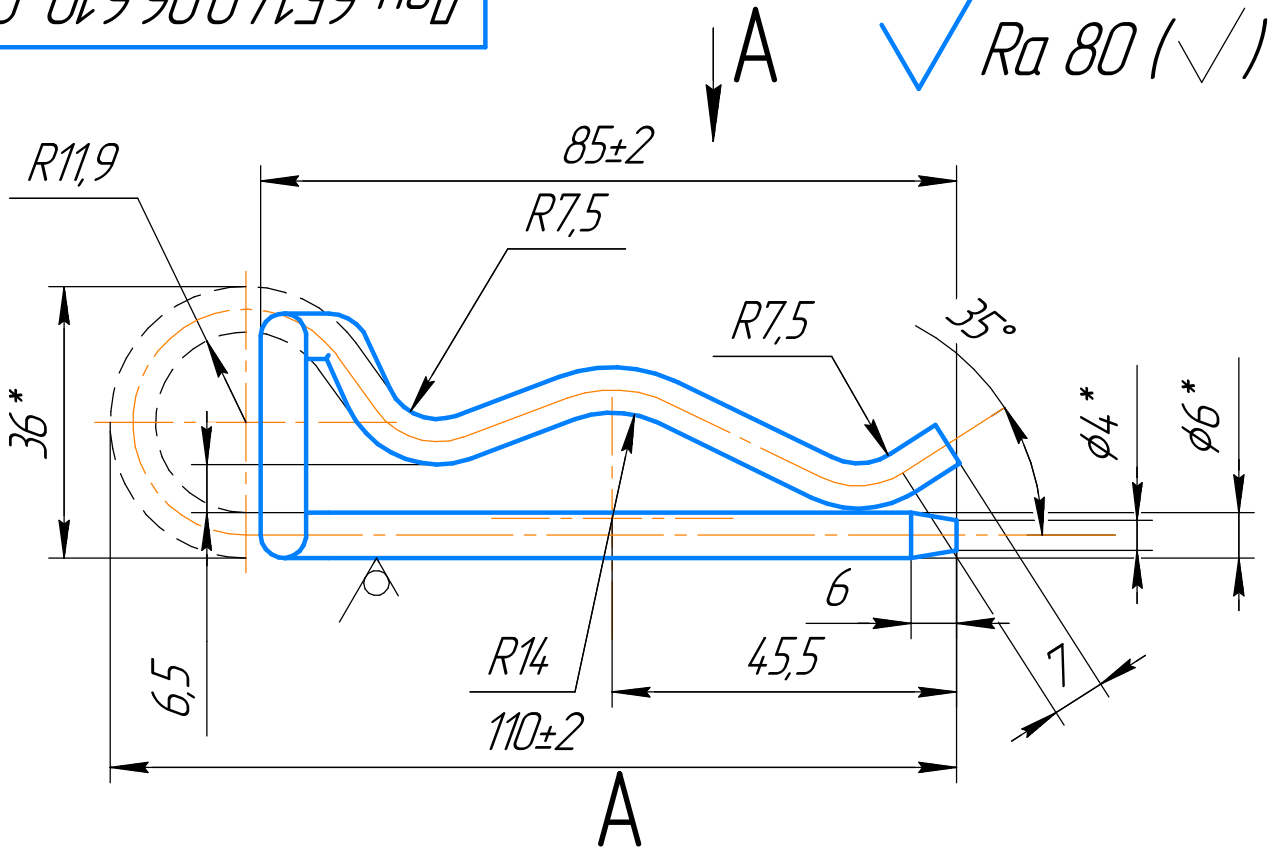 A
Ra 80 (√)
85±2
R11,9
R7,5
R7,5
35°
36*
⌀4*
⌀6*
6
6,5
R14
45,5
7
110±2
A